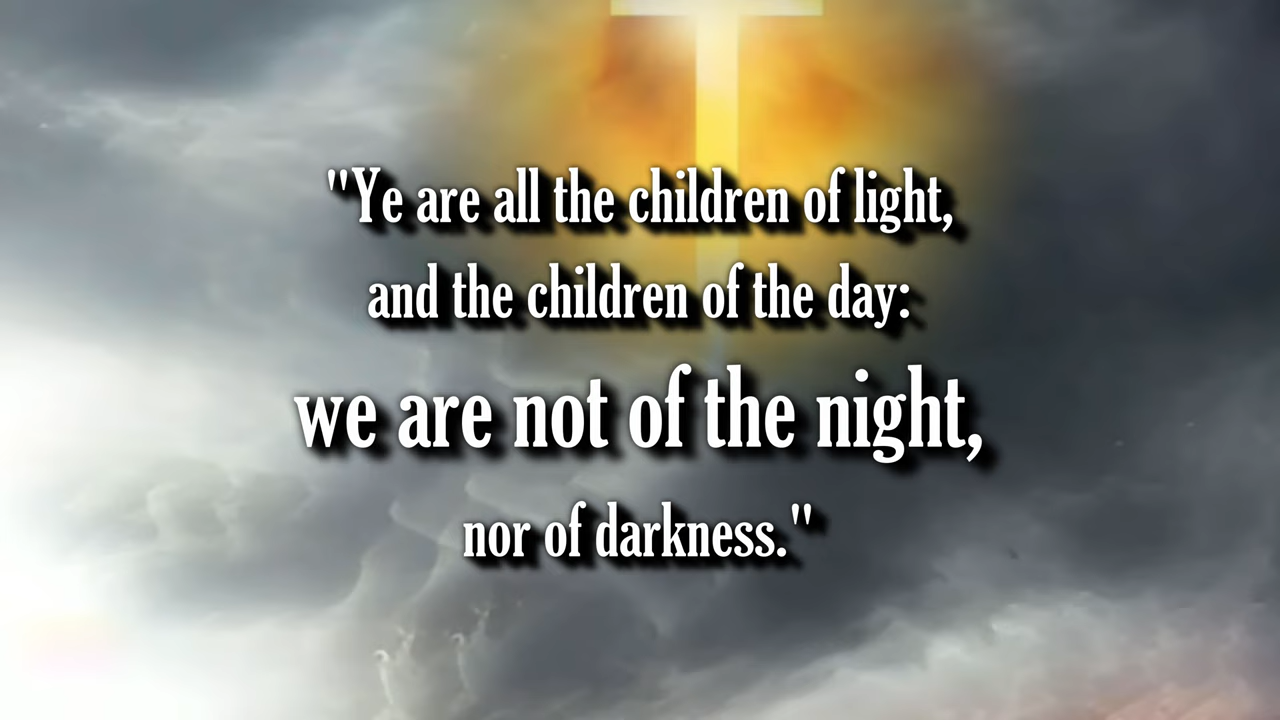 "Ye are all the children of light,
and the children of the day:
we are not of the night,
nor of darkness."